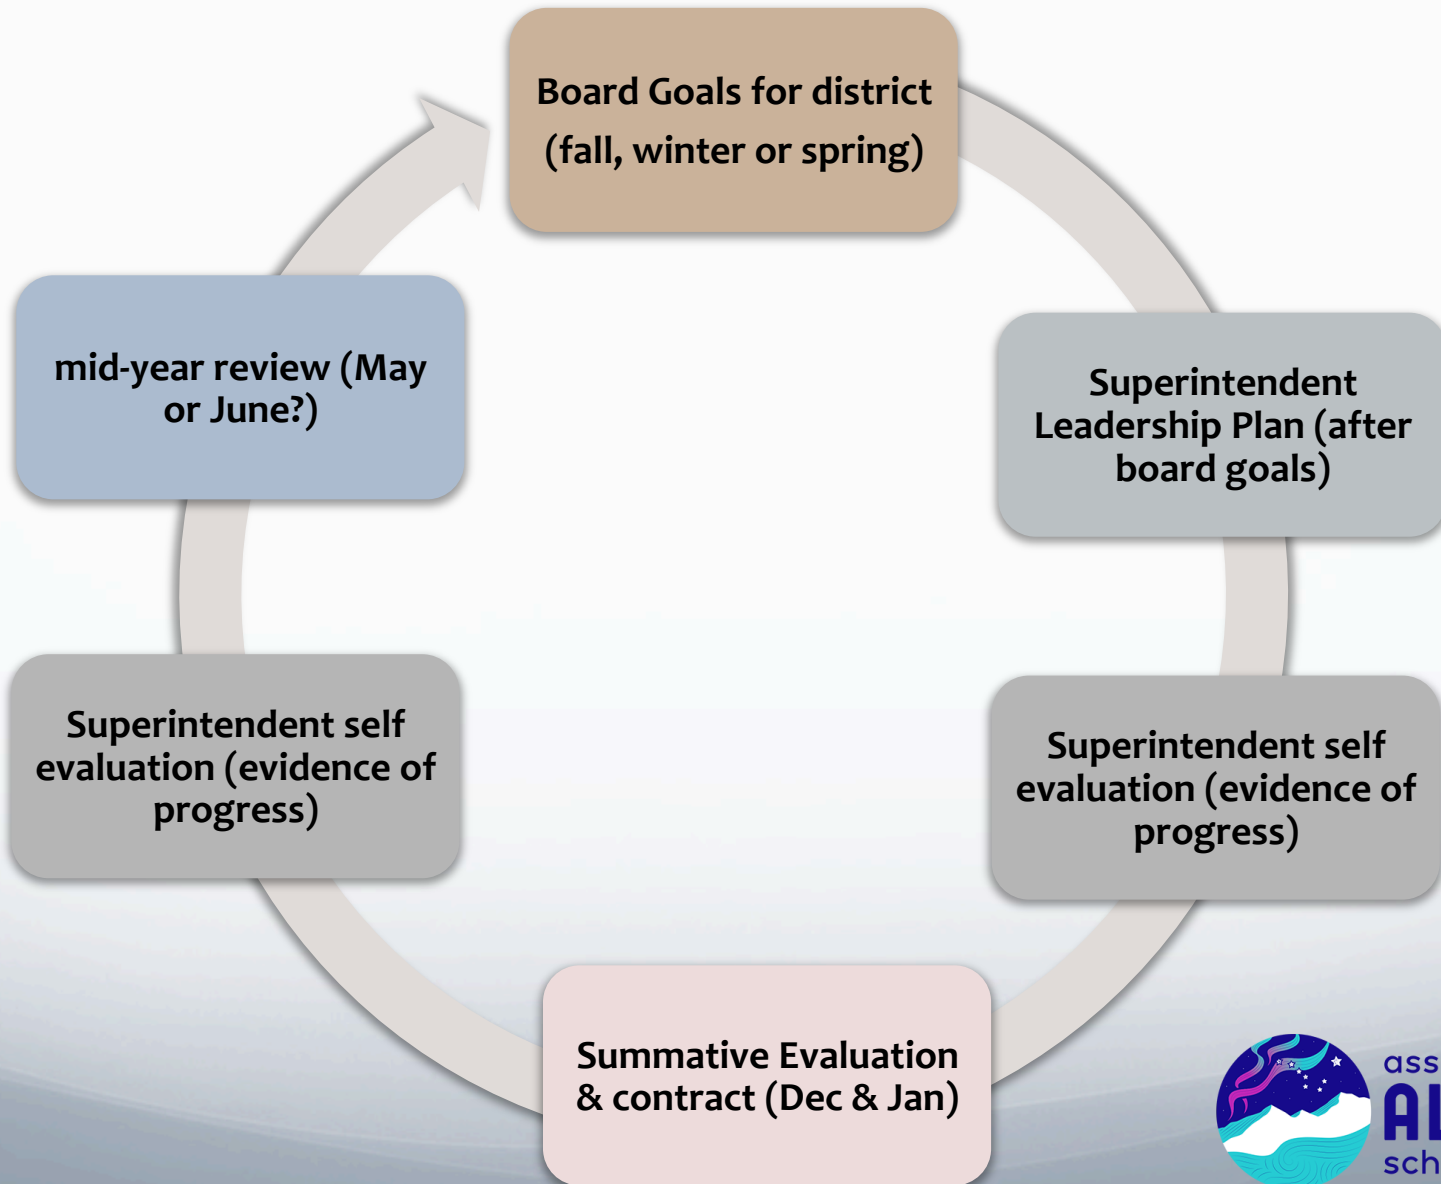 Board Goals for district
(fall, winter or spring)
Superintendent
Leadership Plan (after
board goals)
Superintendent self
evaluation (evidence of
progress)
Summative Evaluation
& contract (Dec & Jan)
Superintendent self
evaluation (evidence of
progress)
mid-year review (May
or June?)